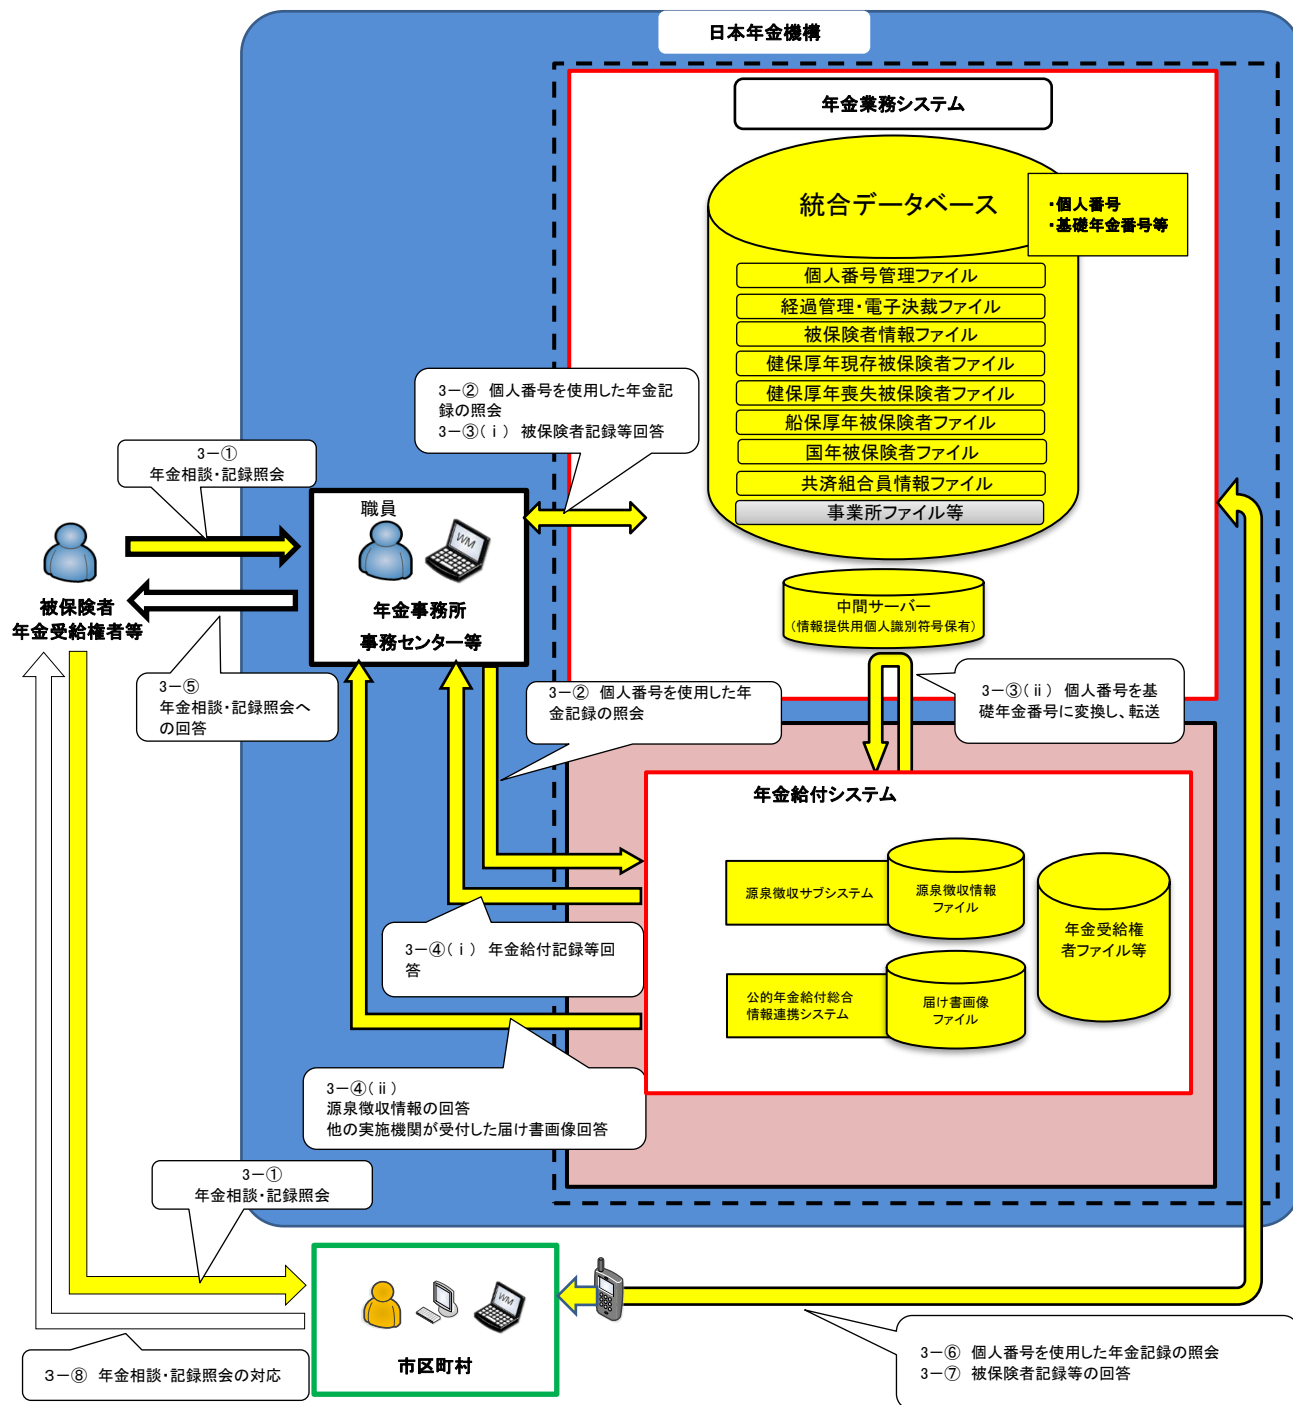 日本年金機構
年金業務システム
統合データベース
・個人番号
・基礎年金番号等
個人番号管理ファイル
経過管理・電子決裁ファイル
被保険者情報ファイル
健保厚年現存被保険者ファイル
健保厚年喪失被保険者ファイル
船保厚年被保険者ファイル
国年被保険者ファイル
共済組合員情報ファイル
事業所ファイル等
3－② 個人番号を使用した年金記
録の照会
3－③(ⅰ) 被保険者記録等回答
3－①
年金相談・記録照会
職員
WM
年金事務所
事務センター等
被保険者
年金受給権者等
中間サーバー
(情報提供用個人識別符号保有)
3－⑤
年金相談・記録照会へ
の回答
3－② 個人番号を使用した年
金記録の照会
3－③(ⅱ) 個人番号を基
礎年金番号に変換し、転送
年金給付システム
源泉徴収サブシステム
源泉徴収情報
ファイル
年金受給権
者ファイル等
公的年金給付総合
情報連携システム
届け書画像
ファイル
3－④(ⅰ) 年金給付記録等回
答
3－④(ⅱ)
源泉徴収情報の回答
他の実施機関が受付した届け書画像回答
3－①
年金相談・記録照会
WM
市区町村
3－⑧ 年金相談・記録照会の対応
3－⑥ 個人番号を使用した年金記録の照会
3－⑦ 被保険者記録等の回答